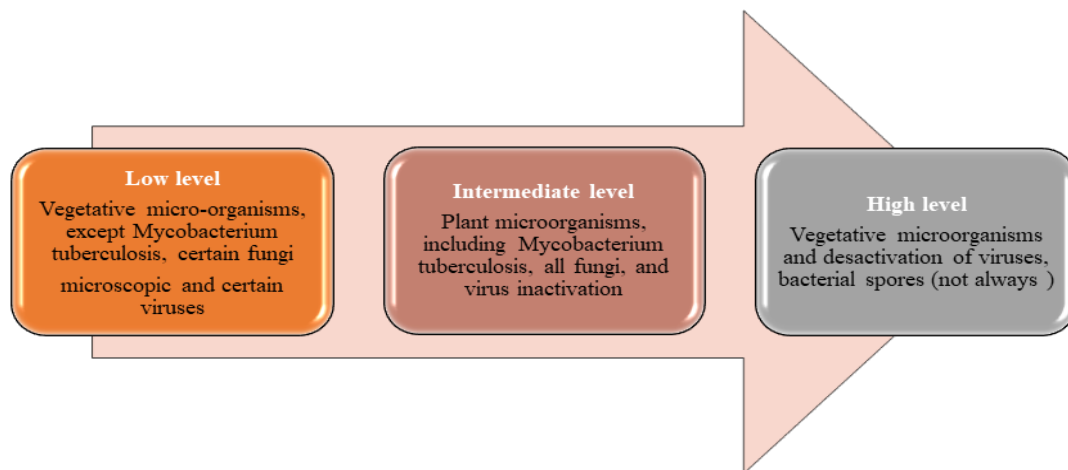 Low level
Vegetative micro-organisms,
except Mycobacterium
tuberculosis, certain fungi
microscopic and certain
viruses
Intermediate level
Plant microorganisms,
including Mycobacterium
tuberculosis, all fungi, and
virus inactivation
High level
Vegetative microorganisms
and desactivation of viruses,
bacterial spores (not always )